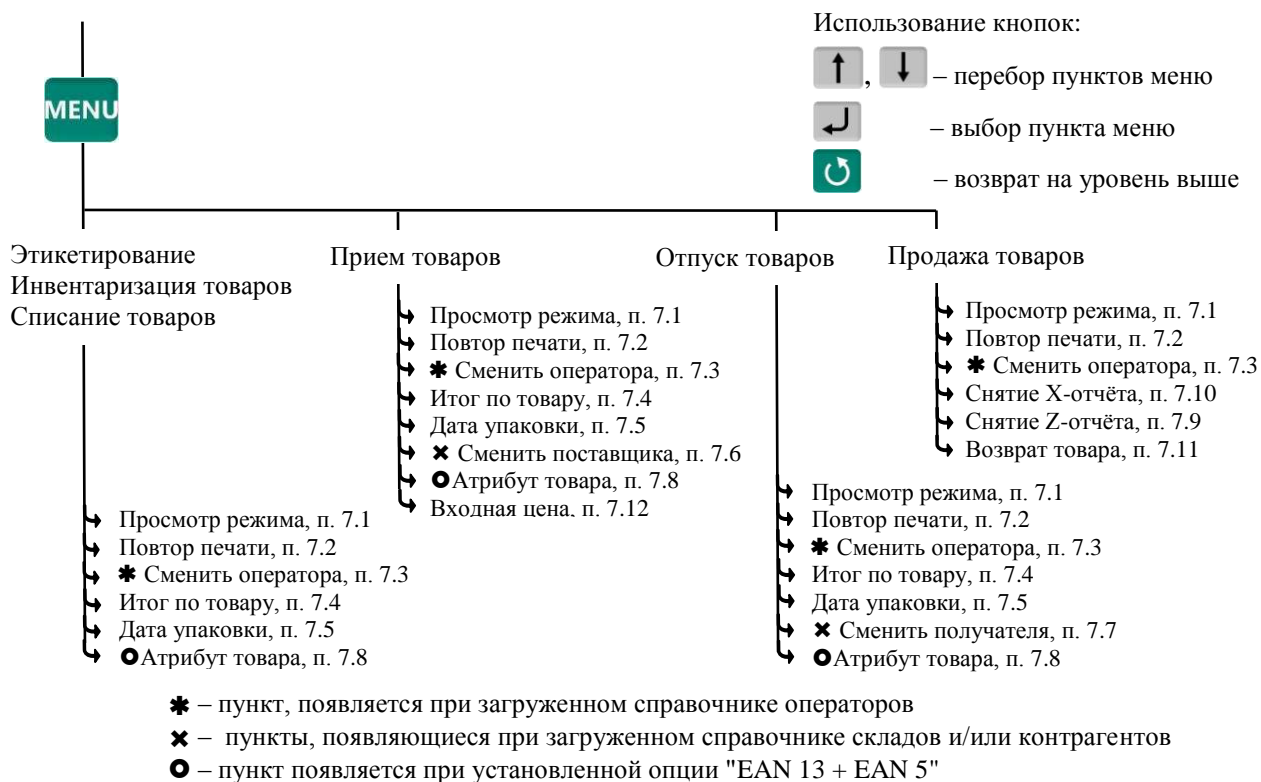 Использование кнопок:
, – перебор пунктов меню
MENU
– выбор пункта меню
– возврат на уровень выше
Этикетирование
Инвентаризация товаров
Списание товаров
Просмотр режима, п. 7.1
Повтор печати, п. 7.2
✱ Сменить оператора, п. 7.3
Итог по товару, п. 7.4
Дата упаковки, п. 7.5
Атрибут товара, п. 7.8
Прием товаров
Просмотр режима, п. 7.1
Повтор печати, п. 7.2
✱ Сменить оператора, п. 7.3
Итог по товару, п. 7.4
Дата упаковки, п. 7.5
✖ Сменить поставщика, п. 7.6
Атрибут товара, п. 7.8
Входная цена, п. 7.12
Отпуск товаров
Просмотр режима, п. 7.1
Повтор печати, п. 7.2
✱ Сменить оператора, п. 7.3
Итог по товару, п. 7.4
Дата упаковки, п. 7.5
✖ Сменить получателя, п. 7.7
Атрибут товара, п. 7.8
Продажа товаров
Просмотр режима, п. 7.1
Повтор печати, п. 7.2
✱ Сменить оператора, п. 7.3
Снятие X-отчёта, п. 7.10
Снятие Z-отчёта, п. 7.9
Возврат товара, п. 7.11
✱ – пункт, появляется при загруженном справочнике операторов
✖ – пункты, появляющиеся при загруженном справочнике складов и/или контрагентов
– пункт появляется при установленной опции "EAN 13 + EAN 5"